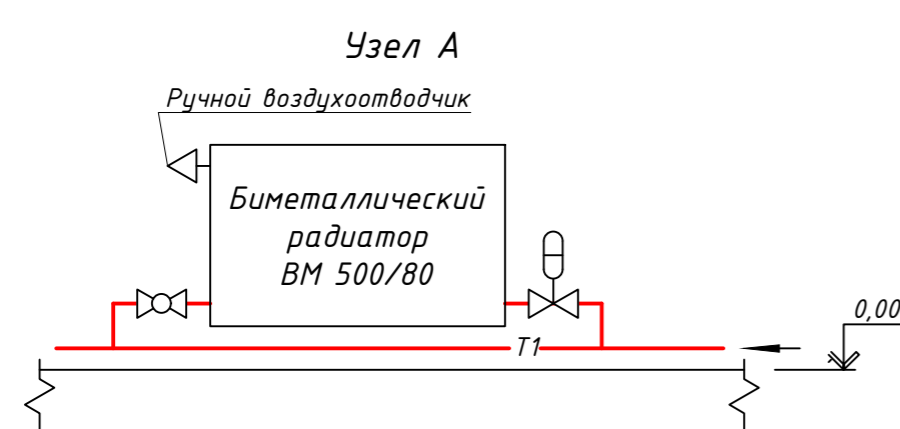 Узел А
Ручной воздухоотводчик
Биметаллический
радиатор
ВМ 500/80
0,00
Т1